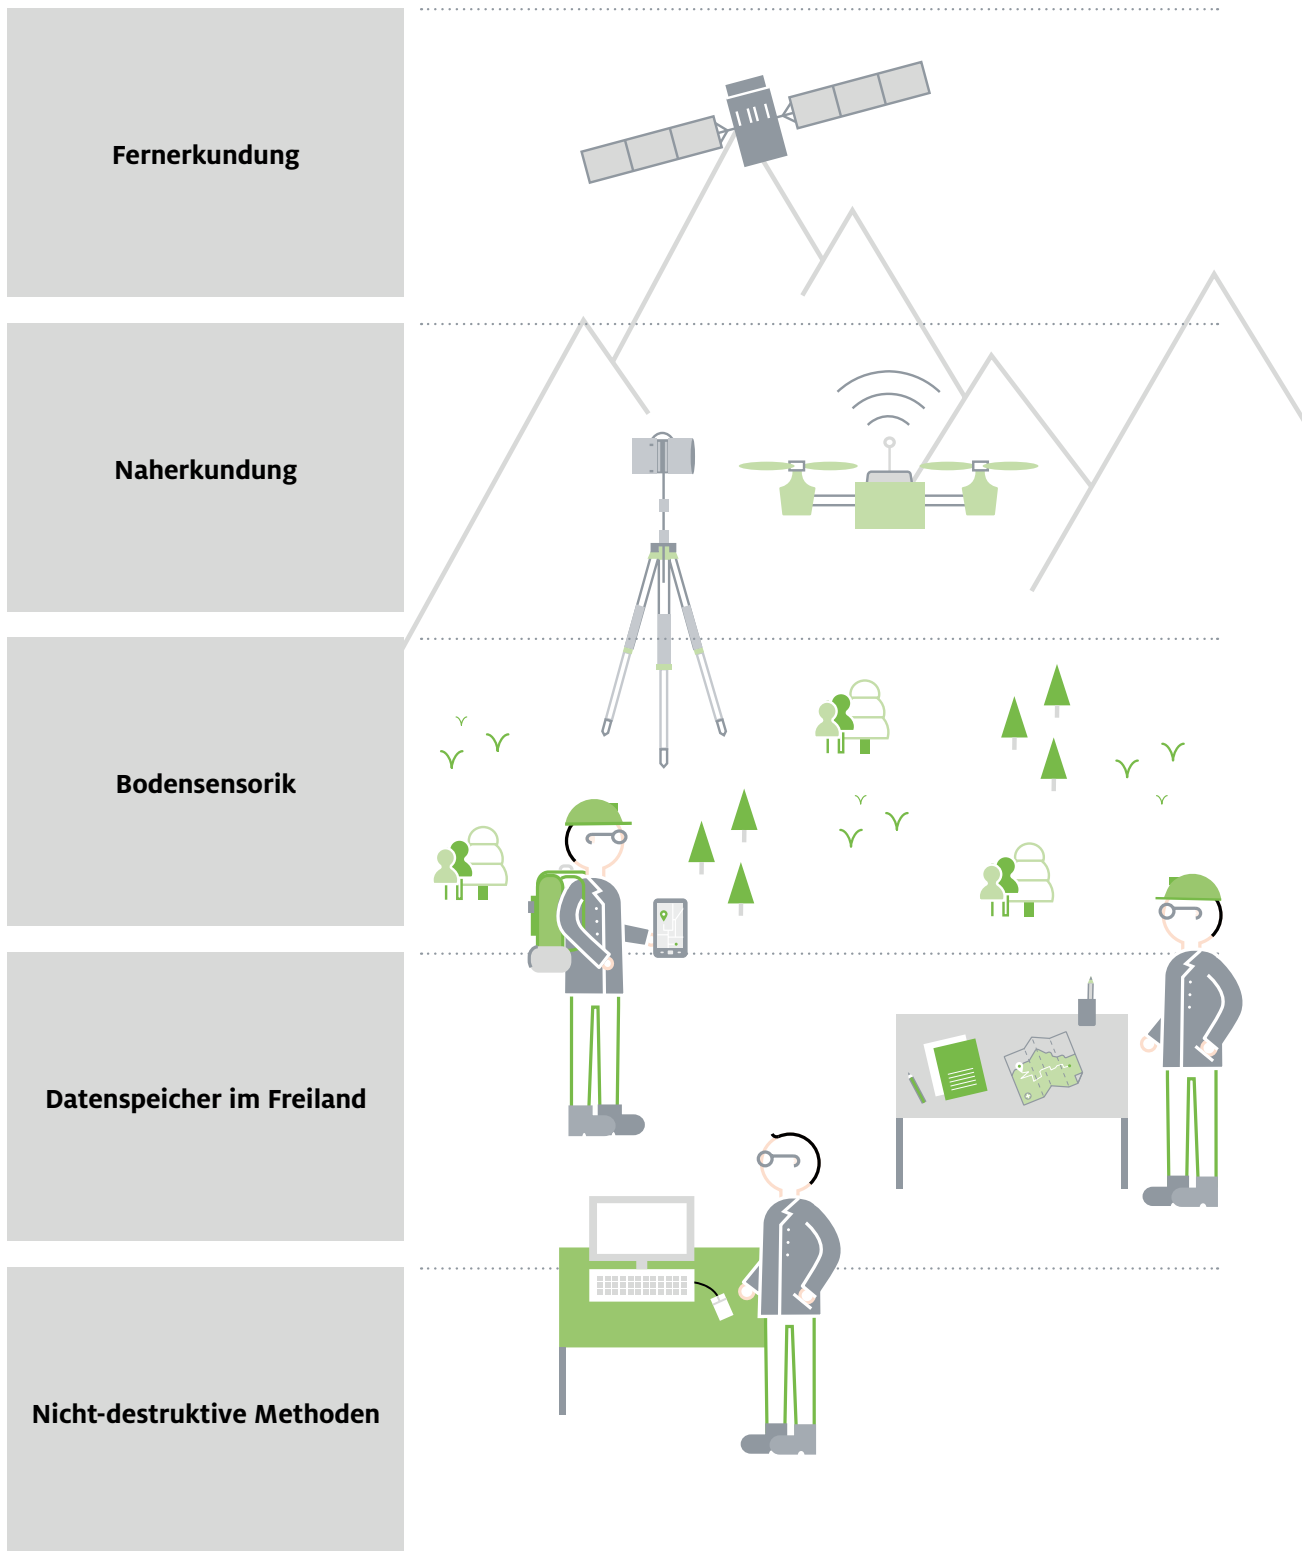 Fernerkundung
Naherkundung
Bodensensorik
Datenspeicher im Freiland
Nicht-destruktive Methoden